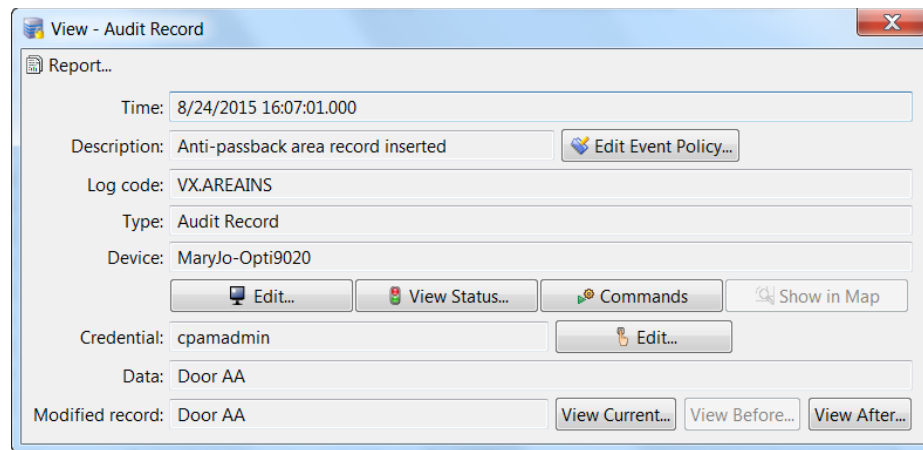 View - Audit Record
Report...
Time: 8/24/2015 16:07:01.000
Description: Anti-passback area record inserted Edit Event Policy...
Log code: VX.AREAINS
Type: Audit Record
Device: MaryJo-Opti9020
Edit... View Status... Commands Show in Map
Credential: cpamadmin Edit...
Data: Door AA
Modified record: Door AA View Current... View Before... View After...